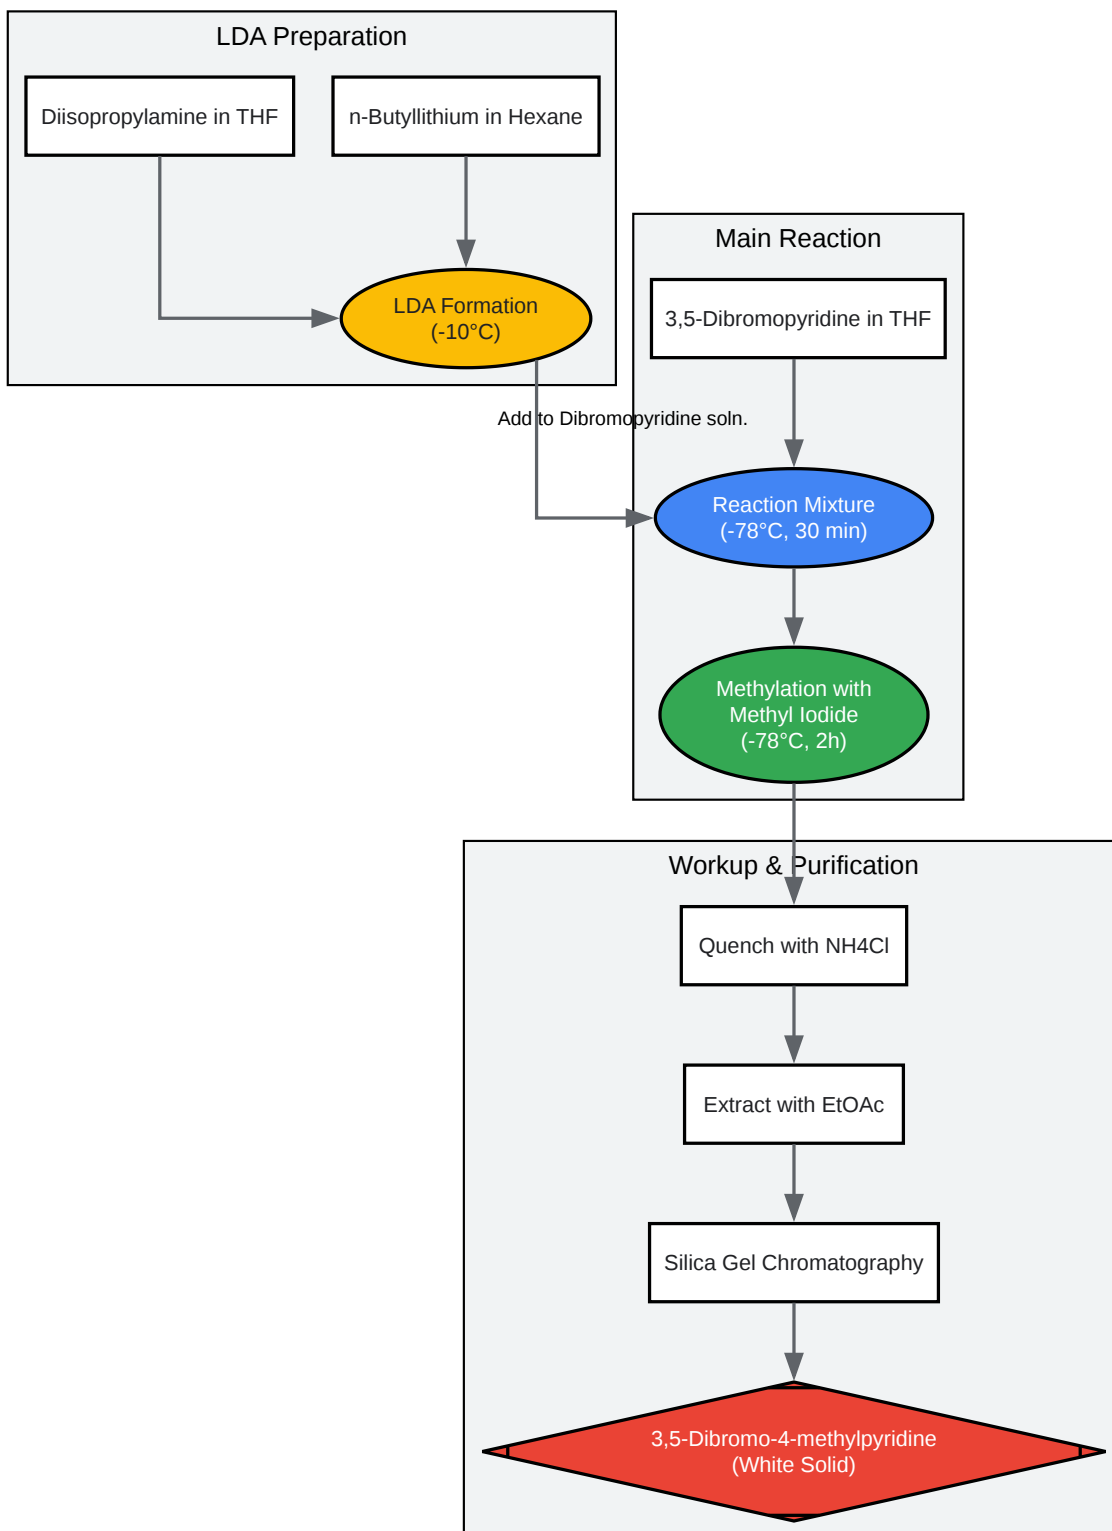 LDA Preparation
Diisopropylamine in THF
n-Butyllithium in Hexane
LDA Formation
(-10°C)
Add to Dibromopyridine soln.
Main Reaction
3,5-Dibromopyridine in THF
Reaction Mixture
(-78°C, 30 min)
Methylation with
Methyl Iodide
(-78°C, 2h)
Workup & Purification
Quench with NH4Cl
Extract with EtOAc
Silica Gel Chromatography
3,5-Dibromo-4-methylpyridine
(White Solid)